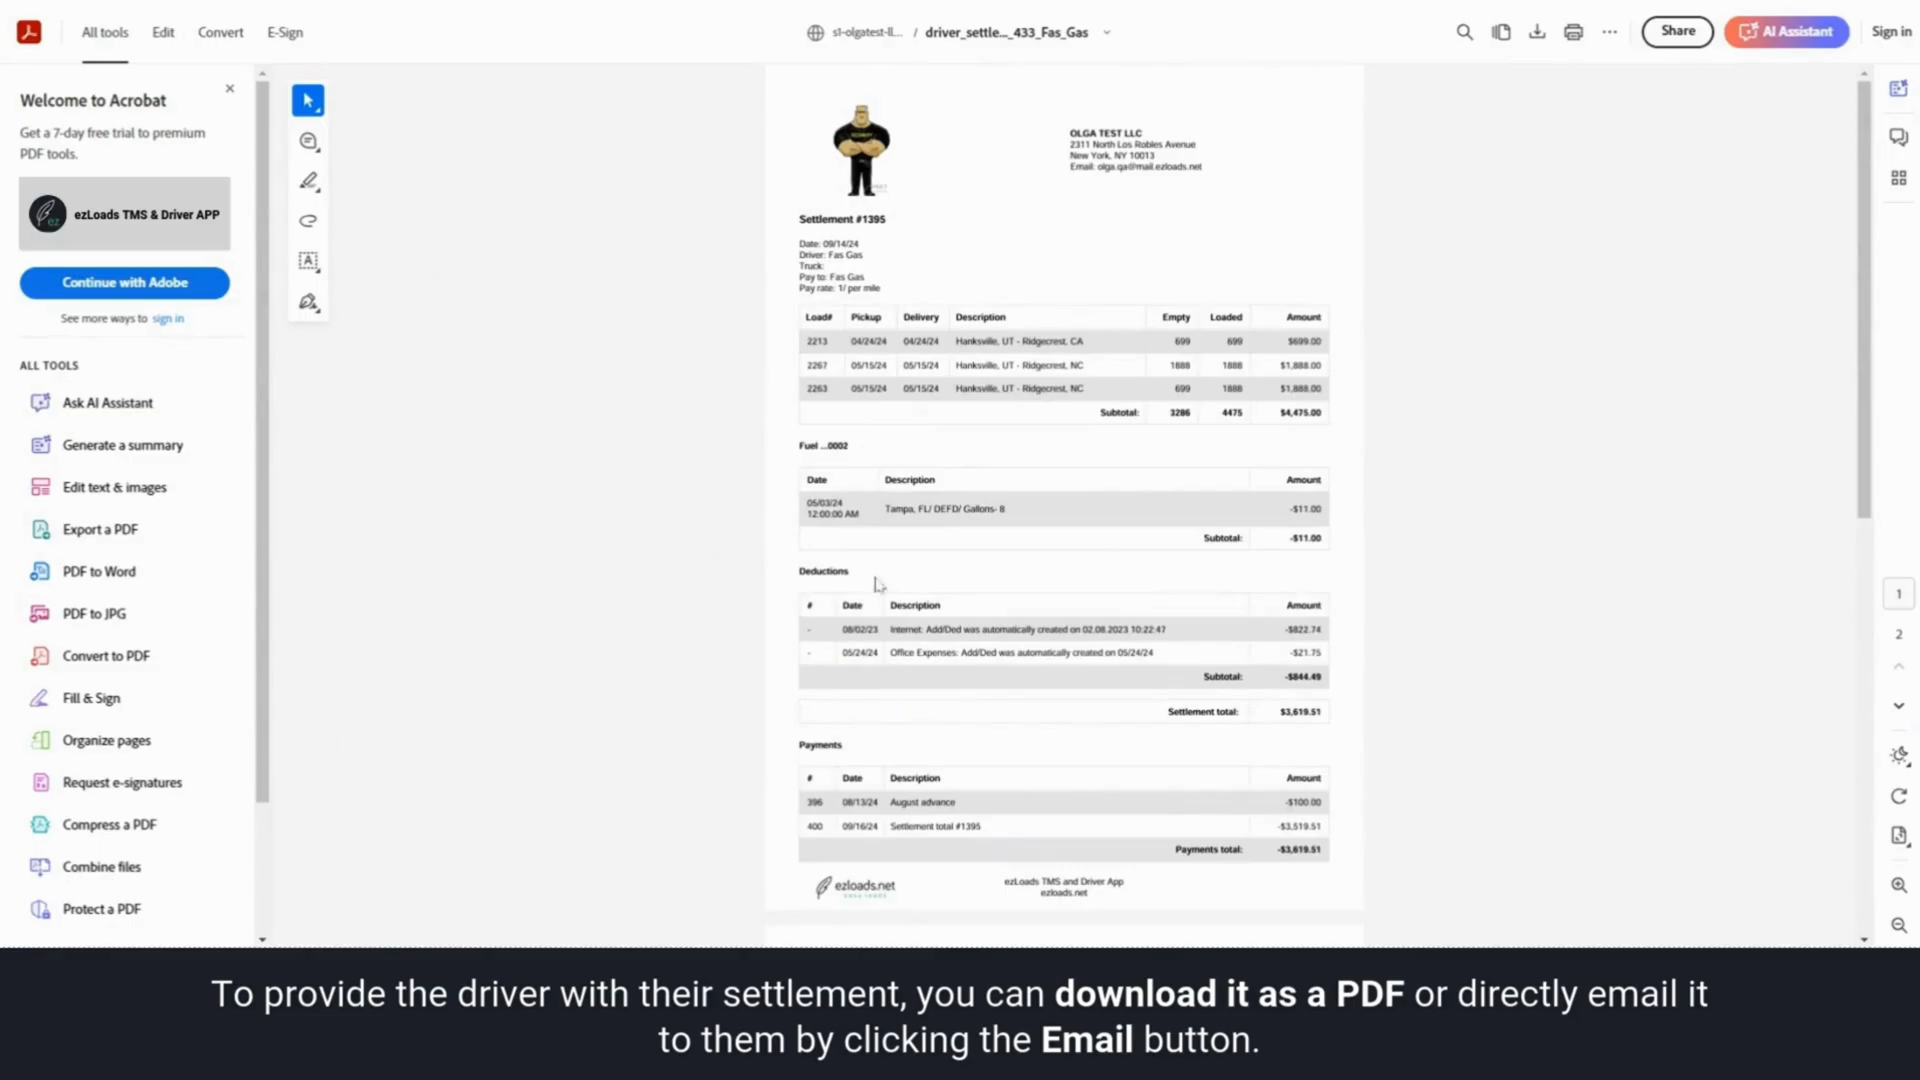 All tools Edit Convert E-Sign
s1-olgatest-ll... / driver_settle..._433_Fas_Gas
Share AI Assistant Sign in
Welcome to Acrobat
Get a 7-day free trial to premium
PDF tools.
ez ezLoads TMS & Driver APP
Continue with Adobe
See more ways to sign in
ALL TOOLS
Ask AI Assistant
Generate a summary
Edit text & images
Export a PDF
PDF to Word
PDF to JPG
Convert to PDF
Fill & Sign
Organize pages
Request e-signatures
Compress a PDF
Combine files
Protect a PDF
OLGA TEST LLC
2311 North Los Robles Avenue
New York, NY 10013
Email: olga.qa@mail.ezloads.net
Settlement #1395
Date: 09/14/24
Driver: Fas Gas
Truck:
Pay to: Fas Gas
Pay rate: 1/ per mile
Load# Pickup Delivery Description Empty Loaded Amount
2213 04/24/24 04/24/24 Hanksville, UT - Ridgecrest, CA 699 699 $699.00
2267 05/15/24 05/15/24 Hanksville, UT - Ridgecrest, NC 1888 1888 $1,888.00
2263 05/15/24 05/15/24 Hanksville, UT - Ridgecrest, NC 699 1888 $1,888.00
Subtotal: 3286 4475 $4,475.00
Fuel ...0002
Date Description Amount
05/03/24
12:00:00 AM Tampa, FL/ DEFD/ Gallons- 8 -$11.00
Subtotal: -$11.00
Deductions
# Date Description Amount
- 08/02/23 Internet: Add/Ded was automatically created on 02.08.2023 10:22:47 -$822.74
- 05/24/24 Office Expenses: Add/Ded was automatically created on 05/24/24 -$21.75
Subtotal: -$844.49
Settlement total: $3,619.51
Payments
# Date Description Amount
396 08/13/24 August advance -$100.00
400 09/16/24 Settlement total #1395 -$3,519.51
Payments total: -$3,619.51
ezloads.net
ezLoads TMS and Driver App
ezloads.net
1
2
To provide the driver with their settlement, you can download it as a PDF or directly email it
to them by clicking the Email button.